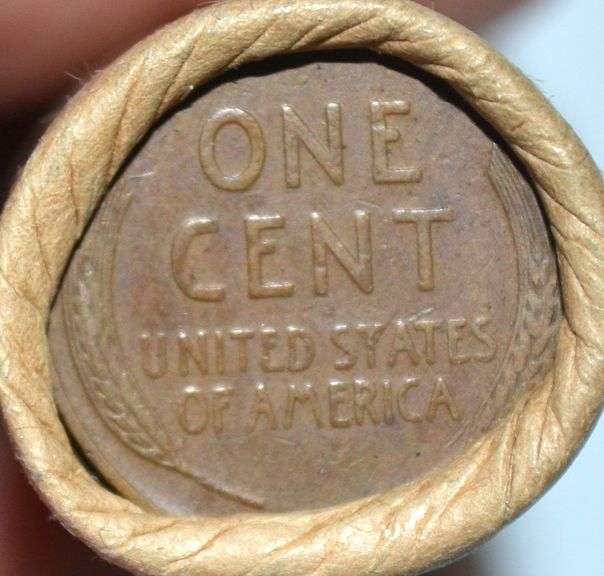 ONE
CENT
UNITED STATES
OF AMERICA